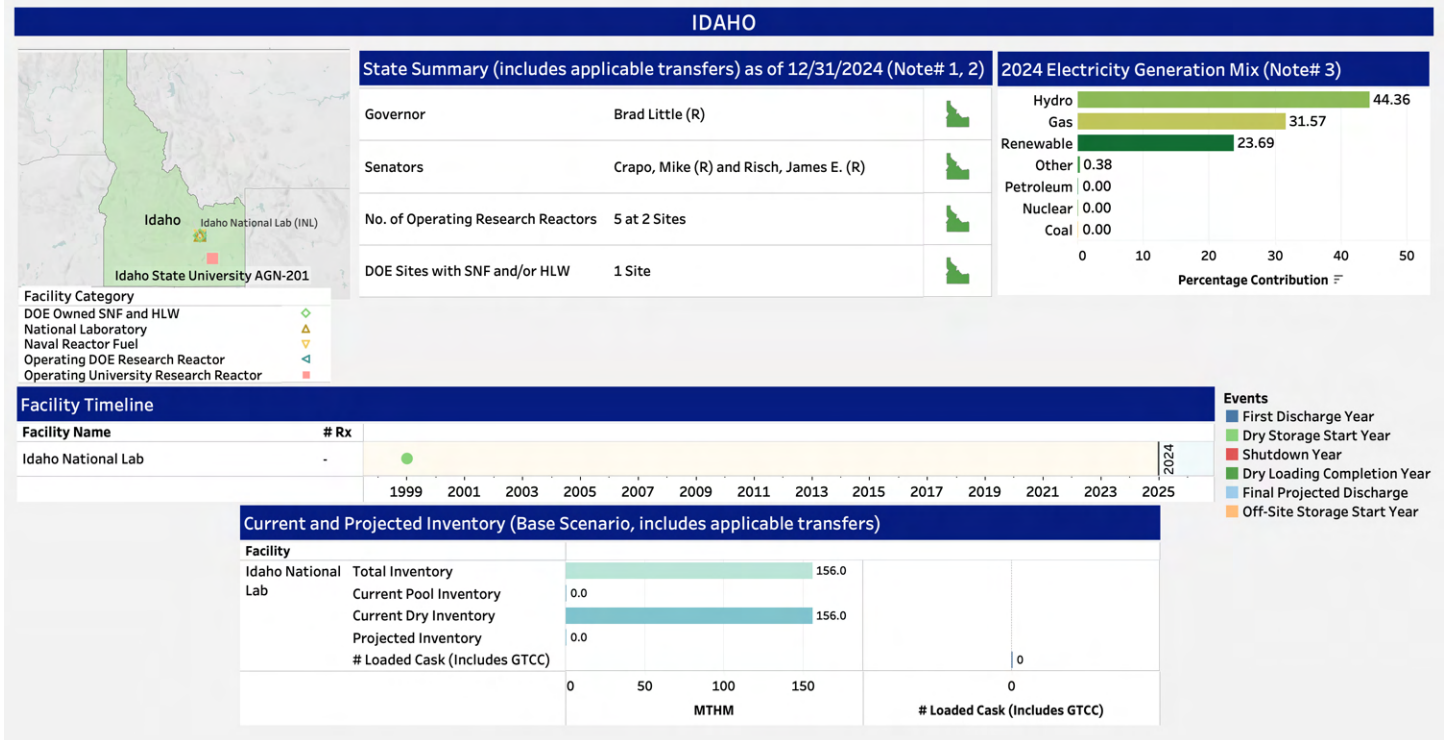 IDAHO
Idaho
Idaho National Lab (INL)
Idaho State University AGN-201
Facility Category
DOE Owned SNF and HLW
National Laboratory
Naval Reactor Fuel
Operating DOE Research Reactor
Operating University Research Reactor
State Summary (includes applicable transfers) as of 12/31/2024 (Note# 1, 2)
Governor Brad Little (R)
Senators Crapo, Mike (R) and Risch, James E. (R)
No. of Operating Research Reactors 5 at 2 Sites
DOE Sites with SNF and/or HLW 1 Site
2024 Electricity Generation Mix (Note# 3)
Hydro 44.36
Gas 31.57
Renewable 23.69
Other 0.38
Petroleum 0.00
Nuclear 0.00
Coal 0.00
0 10 20 30 40 50
Percentage Contribution
Facility Timeline
Facility Name # Rx
Idaho National Lab - 2024
1999 2001 2003 2005 2007 2009 2011 2013 2015 2017 2019 2021 2023 2025
Events
First Discharge Year
Dry Storage Start Year
Shutdown Year
Dry Loading Completion Year
Final Projected Discharge
Off-Site Storage Start Year
Current and Projected Inventory (Base Scenario, includes applicable transfers)
Facility
Idaho National Lab
Total Inventory 156.0
Current Pool Inventory 0.0
Current Dry Inventory 156.0
Projected Inventory 0.0
# Loaded Cask (Includes GTCC) 0
0 50 100 150 0
MTHM # Loaded Cask (Includes GTCC)